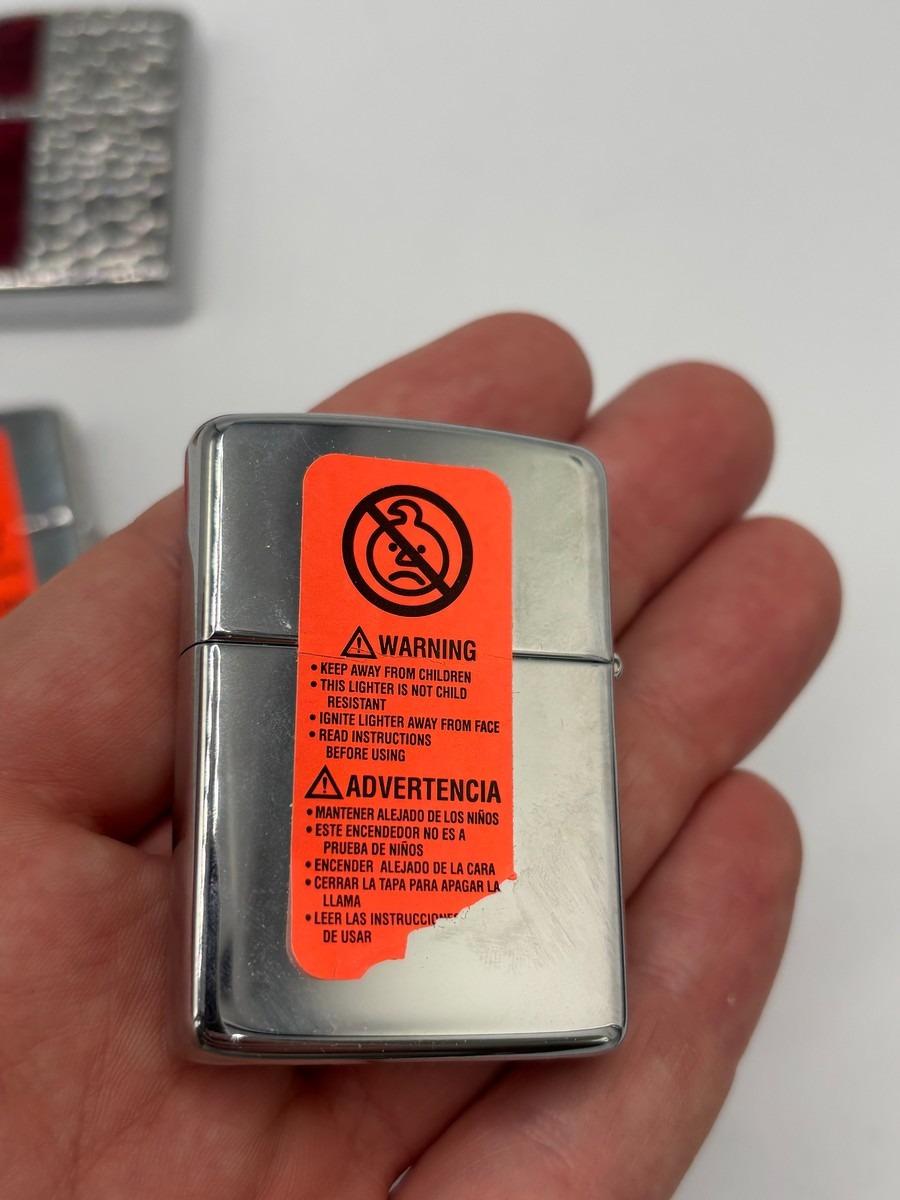 ⚠WARNING
• KEEP AWAY FROM CHILDREN
• THIS LIGHTER IS NOT CHILD
RESISTANT
• IGNITE LIGHTER AWAY FROM FACE
• READ INSTRUCTIONS
BEFORE USING
⚠ADVERTENCIA
• MANTENER ALEJADO DE LOS NIÑOS
• ESTE ENCENDEDOR NO ES A
PRUEBA DE NIÑOS
• ENCENDER ALEJADO DE LA CARA
• CERRAR LA TAPA PARA APAGAR LA
LLAMA
• LEER LAS INSTRUCCIONES
DE USAR